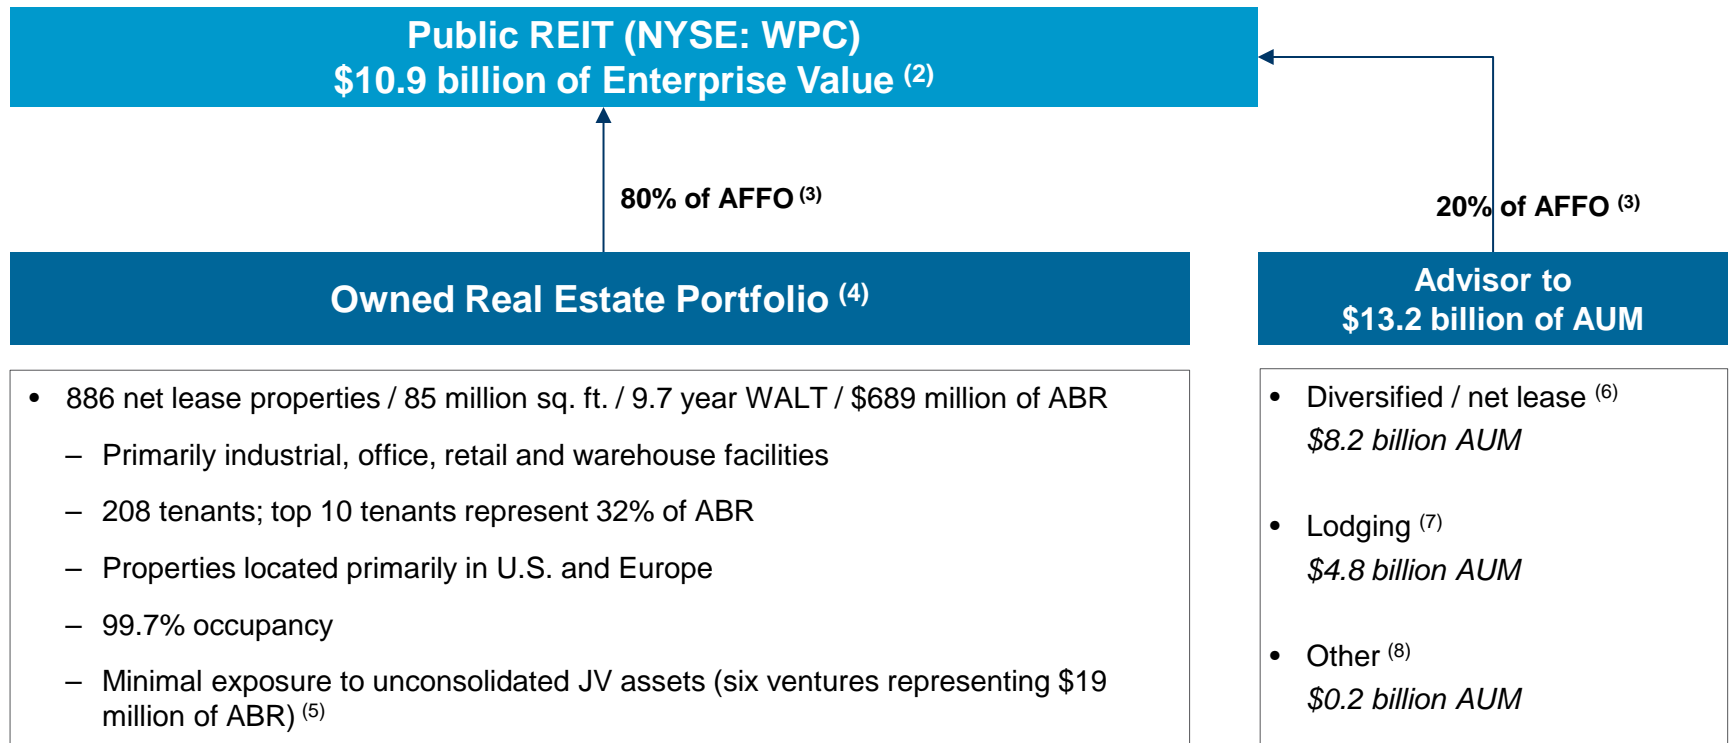 Public REIT (NYSE: WPC)
$10.9 billion of Enterprise Value (2)
80% of AFFO (3)
20% of AFFO (3)
Owned Real Estate Portfolio (4)
Advisor to
$13.2 billion of AUM
• 886 net lease properties / 85 million sq. ft. / 9.7 year WALT / $689 million of ABR
– Primarily industrial, office, retail and warehouse facilities
– 208 tenants; top 10 tenants represent 32% of ABR
– Properties located primarily in U.S. and Europe
– 99.7% occupancy
– Minimal exposure to unconsolidated JV assets (six ventures representing $19
million of ABR) (5)
• Diversified / net lease (6)
$8.2 billion AUM
• Lodging (7)
$4.8 billion AUM
• Other (8)
$0.2 billion AUM